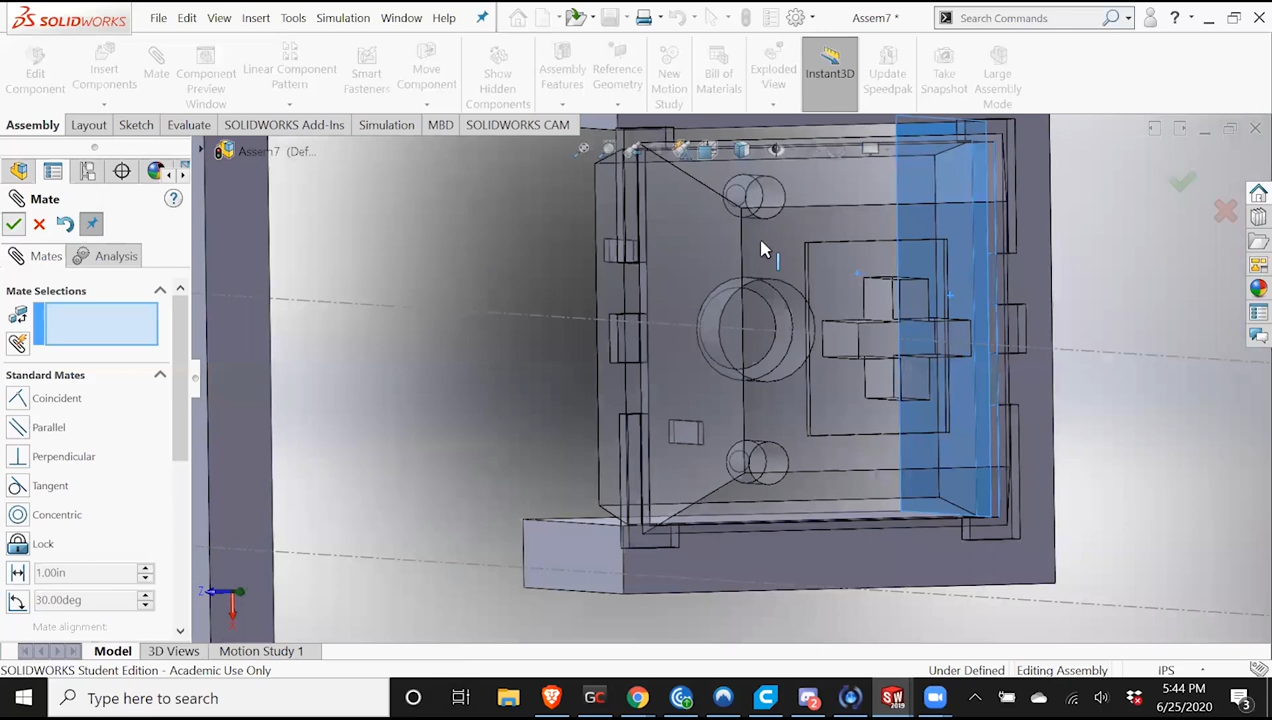 SOLIDWORKS File Edit View Insert Tools Simulation Window Help Assem7 * Search Commands
Edit Component
Insert Components
Mate
Component Preview Window
Linear Component Pattern
Smart Fasteners
Move Component
Show Hidden Components
Assembly Features
Reference Geometry
New Motion Study
Bill of Materials
Exploded View
Instant3D
Update Speedpak
Take Snapshot
Large Assembly Mode
Assembly Layout Sketch Evaluate SOLIDWORKS Add-Ins Simulation MBD SOLIDWORKS CAM
Assem7 (Def...
Mate
Mates Analysis
Mate Selections
Standard Mates
Coincident
Parallel
Perpendicular
Tangent
Concentric
Lock
1.00in
30.00deg
Mate alignment:
Z
Model 3D Views Motion Study 1
SOLIDWORKS Student Edition - Academic Use Only Under Defined Editing Assembly IPS
Type here to search
GC
SW
2019
2
5:44 PM
6/25/2020
3